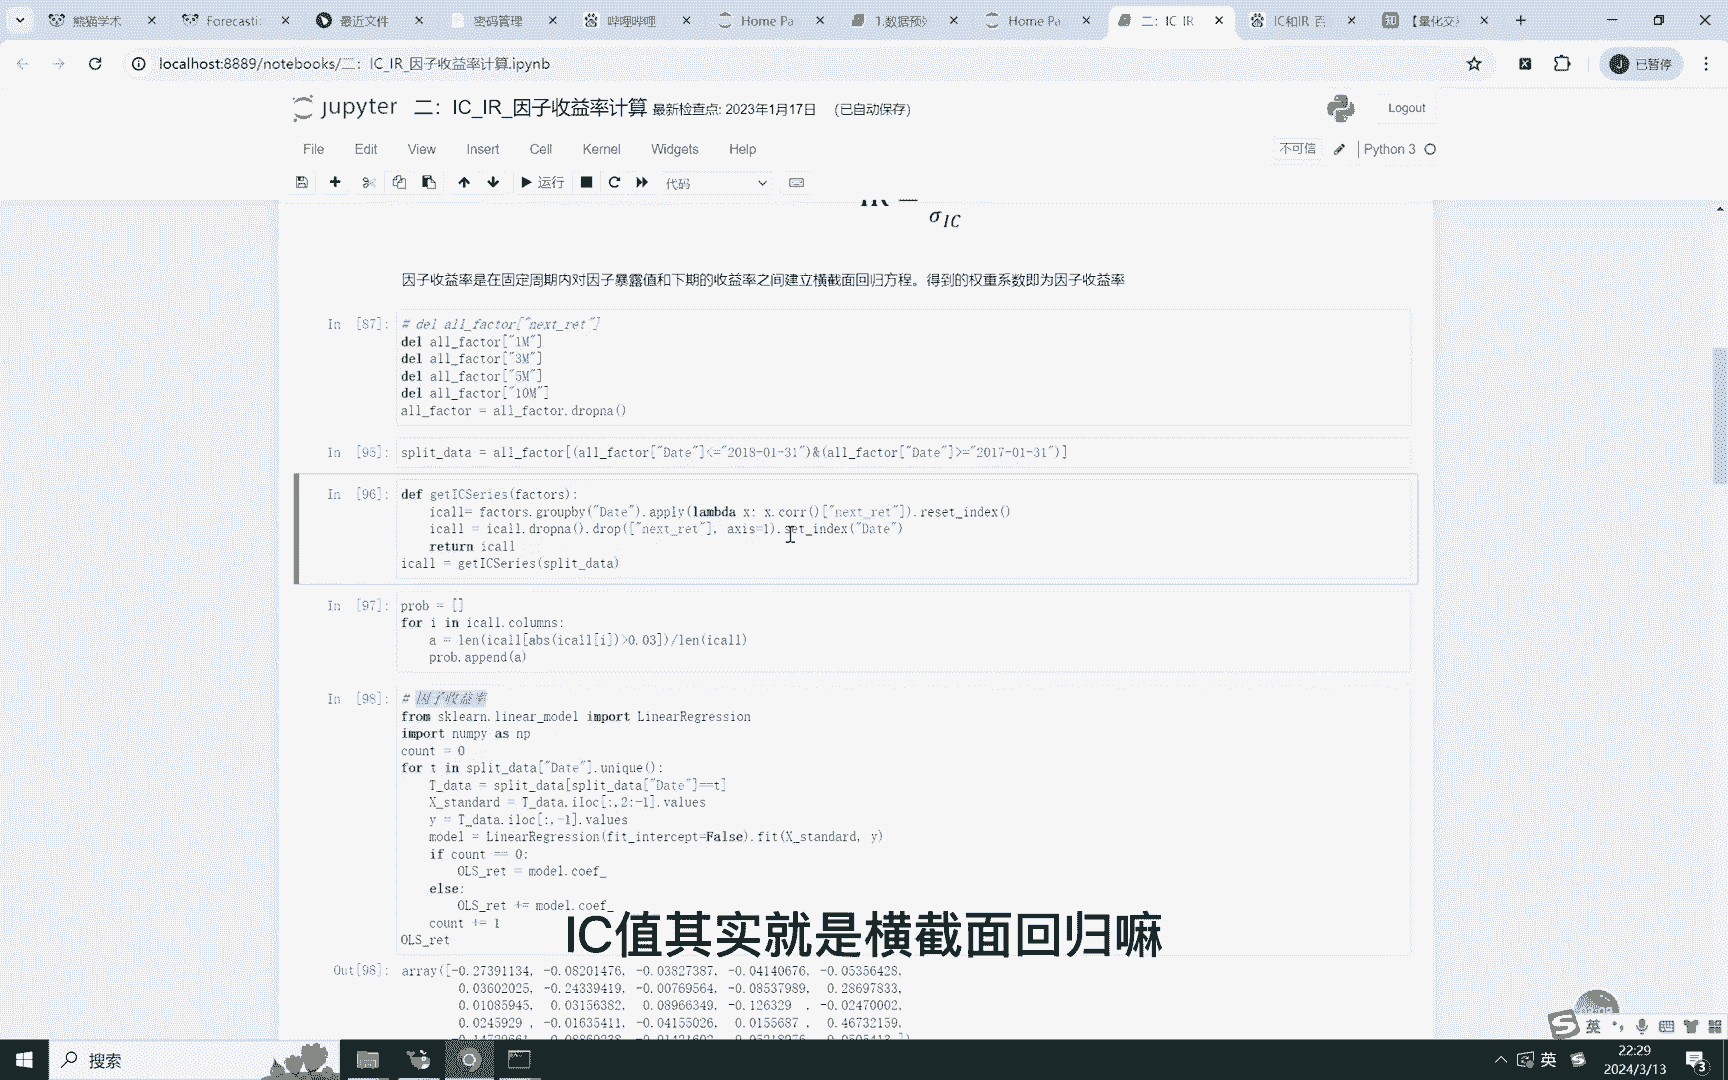 熊猫学术
Forecasti:
最近文件
密码管理
哔哩哔哩
Home Pa
1.数据预处
Home Pa
二：IC_IR
IC和IR_百
【量化交易
localhost:8889/notebooks/二：IC_IR_因子收益率计算.ipynb
已暂停
jupyter 二：IC_IR_因子收益率计算 最后检查点: 2023年1月17日 (已自动保存)
Logout
File Edit View Insert Cell Kernel Widgets Help
不可信 Python 3
运行 代码
σIC
因子收益率是在固定周期内对因子暴露值和下期的收益率之间建立横截面回归方程。得到的权重系数即为因子收益率
In [87]: # del all_factor["next_ret"]
del all_factor["1M"]
del all_factor["3M"]
del all_factor["5M"]
del all_factor["10M"]
all_factor = all_factor.dropna()
In [95]: split_data = all_factor[(all_factor["Date"]<="2018-01-31")&(all_factor["Date"]>="2017-01-31")]
In [96]: def getICSeries(factors):
icall= factors.groupby("Date").apply(lambda x: x.corr()["next_ret"]).reset_index()
icall = icall.dropna().drop(["next_ret"], axis=1).set_index("Date")
return icall
icall = getICSeries(split_data)
In [97]: prob = []
for i in icall.columns:
a = len(icall[abs(icall[i])>0.03])/len(icall)
prob.append(a)
In [98]: # 因子收益率
from sklearn.linear_model import LinearRegression
import numpy as np
count = 0
for t in split_data["Date"].unique():
T_data = split_data[split_data["Date"]==t]
X_standard = T_data.iloc[:,2:-1].values
y = T_data.iloc[:,-1].values
model = LinearRegression(fit_intercept=False).fit(X_standard, y)
if count == 0:
OLS_ret = model.coef_
else:
OLS_ret += model.coef_
count += 1
OLS_ret
IC值其实就是横截面回归嘛
Out[98]: array([-0.27391134, -0.08201476, -0.03827387, -0.04140676, -0.05356428,
0.03602025, -0.24339419, -0.00769564, -0.08537989, 0.28697833,
0.01085945, 0.03156382, 0.08966349, -0.126329 , -0.02470002,
0.0245929 , -0.01635411, -0.04155026, 0.0155687 , 0.46732159,
英
搜索
英
22:29
2024/3/13
3